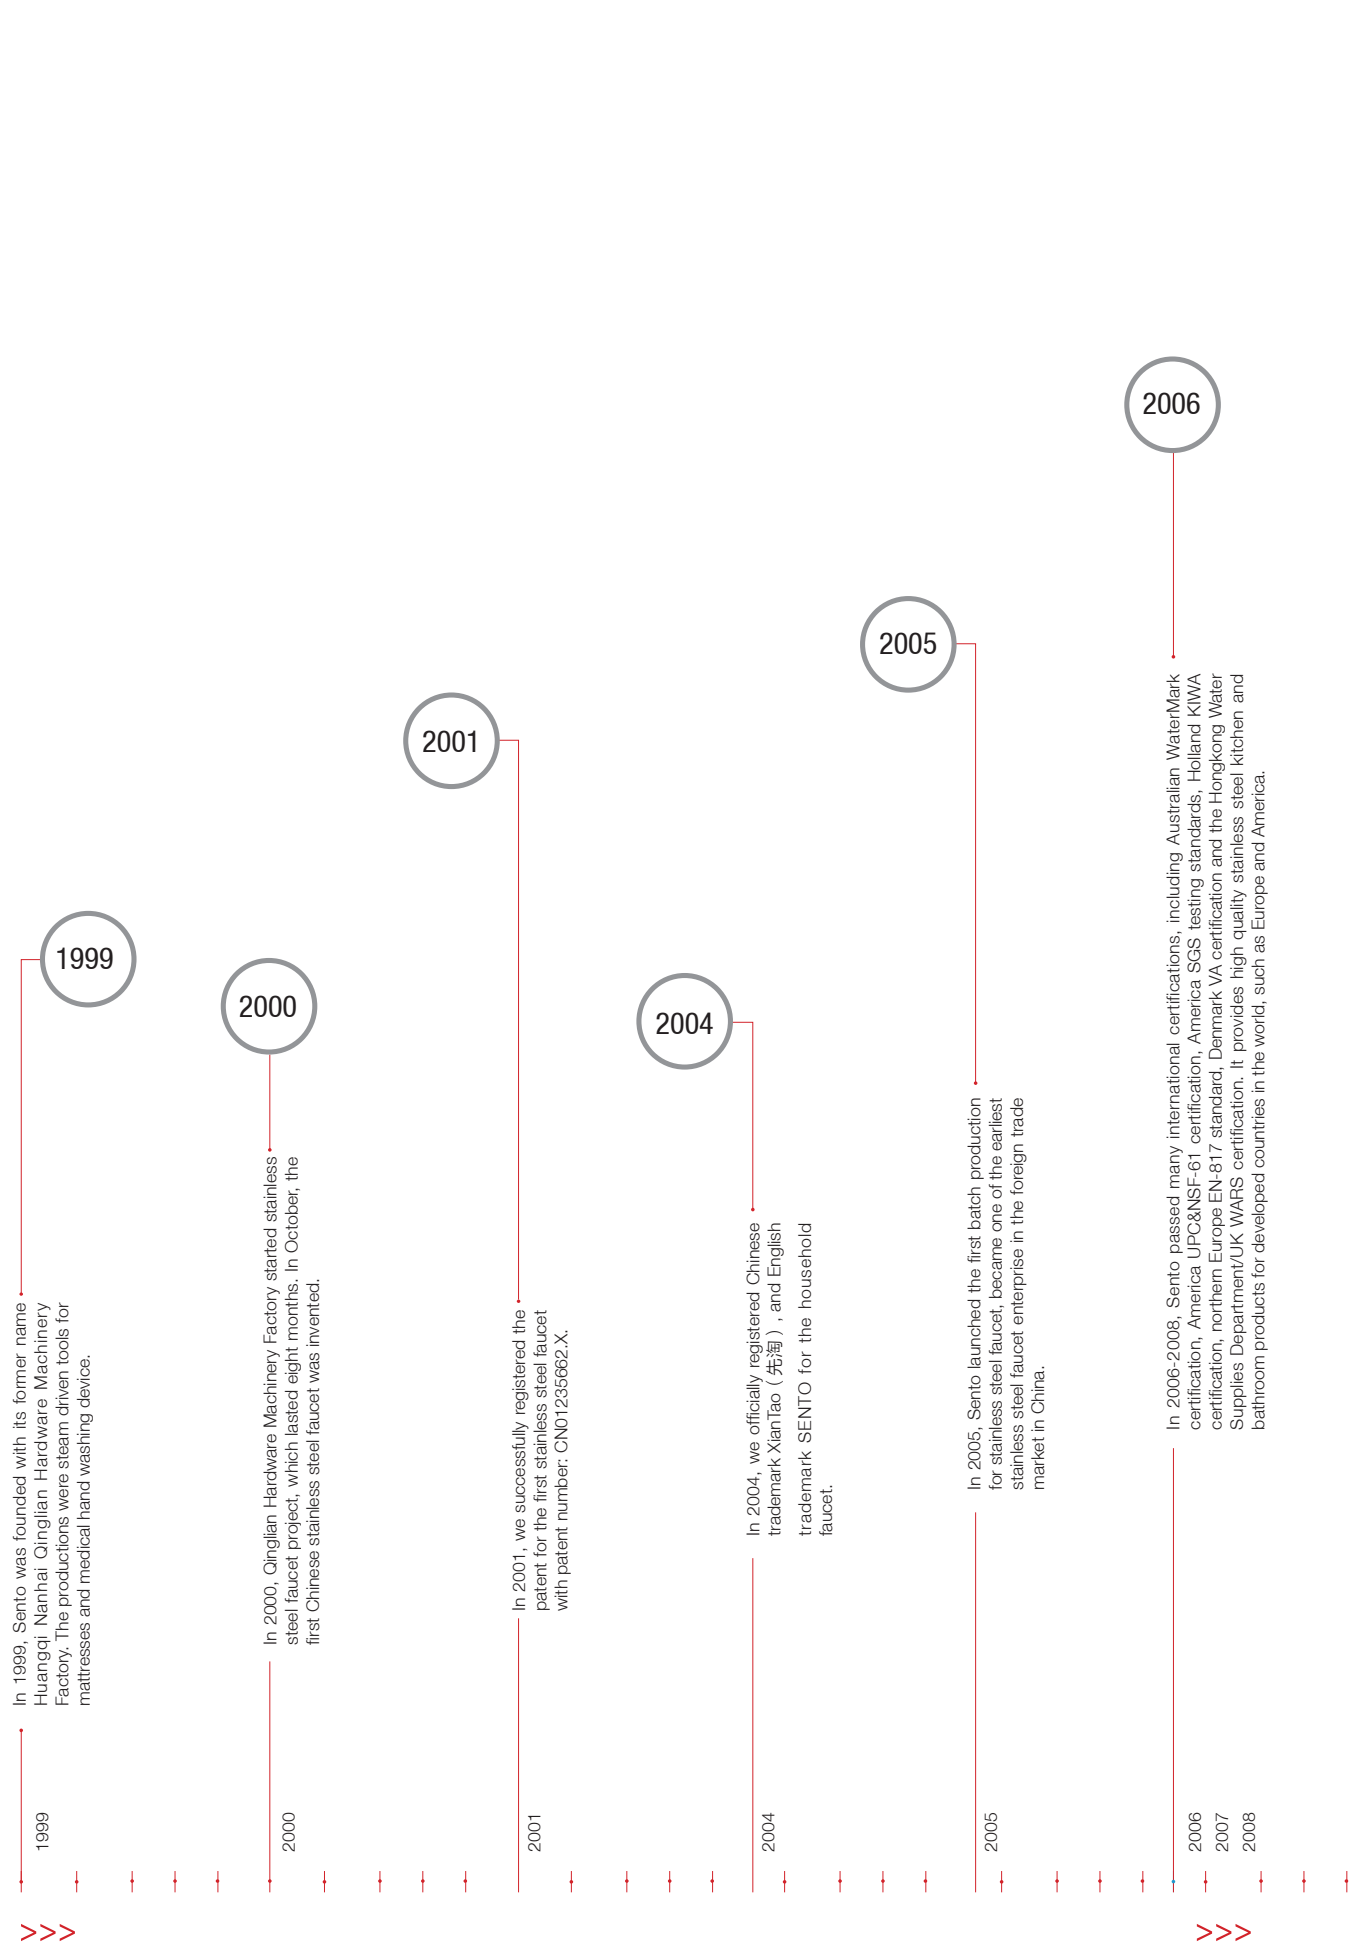 1999
In 1999, Sento was founded with its former name
Huangqi Nanhai Qinglian Hardware Machinery
Factory. The productions were steam driven tools for
mattresses and medical hand washing device.
1999
2000
In 2000, Qinglian Hardware Machinery Factory started stainless
steel faucet project, which lasted eight months. In October, the
first Chinese stainless steel faucet was invented.
2000
2001
In 2001, we successfully registered the
patent for the first stainless steel faucet
with patent number: CN01235662.X.
2001
2004
In 2004, we officially registered Chinese
trademark XianTao ( 先淘 ) , and English
trademark SENTO for the household
faucet.
2004
2005
In 2005, Sento launched the first batch production
for stainless steel faucet, became one of the earliest
stainless steel faucet enterprise in the foreign trade
market in China.
2005
2006
In 2006-2008, Sento passed many international certifications, including Australian WaterMark
certification, America UPC&NSF-61 certification, America SGS testing standards, Holland KIWA
certification, northern Europe EN-817 standard, Denmark VA certification and the Hongkong Water
Supplies Department/UK WARS certification. It provides high quality stainless steel kitchen and
bathroom products for developed countries in the world, such as Europe and America.
2006
2007
2008
>>>
>>>